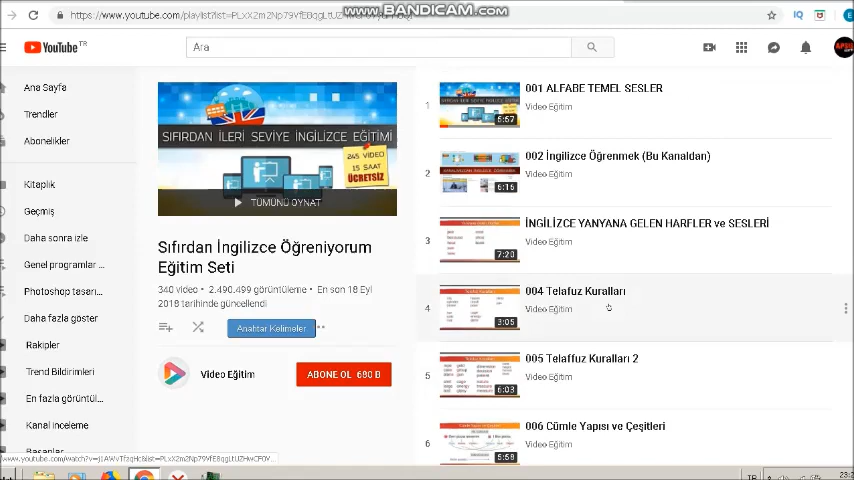 www.BANDICAM.com
https://www.youtube.com/playlist?list=PLxX2m2Np79VfE8qgLtUZHwCF0Vyd
YouTube TR
Ara
APSU
Ana Sayfa
Trendler
Abonelikler
Kitaplık
Geçmiş
Daha sonra izle
Genel programlar ...
Photoshop tasarı...
Daha fazla göster
Rakipler
Trend Bildirimleri
En fazla görüntül...
Kanal inceleme
Başarılar
SIFIRDAN İLERİ SEVİYE İNGİLİZCE EĞİTİMİ
245 VIDEO
15 SAAT
ÜCRETSİZ
TÜMÜNÜ OYNAT
Sıfırdan İngilizce Öğreniyorum
Eğitim Seti
340 video • 2.490.499 görüntüleme • En son 18 Eyl
2018 tarihinde güncellendi
Anahtar Kelimeler
Video Eğitim
ABONE OL 680 B
1
5:57
001 ALFABE TEMEL SESLER
Video Eğitim
2
6:16
002 İngilizce Öğrenmek (Bu Kanaldan)
Video Eğitim
3
7:20
İNGİLİZCE YANYANA GELEN HARFLER ve SESLERİ
Video Eğitim
4
3:05
004 Telafuz Kuralları
Video Eğitim
5
6:03
005 Telaffuz Kuralları 2
Video Eğitim
6
5:58
006 Cümle Yapısı ve Çeşitleri
Video Eğitim
TR